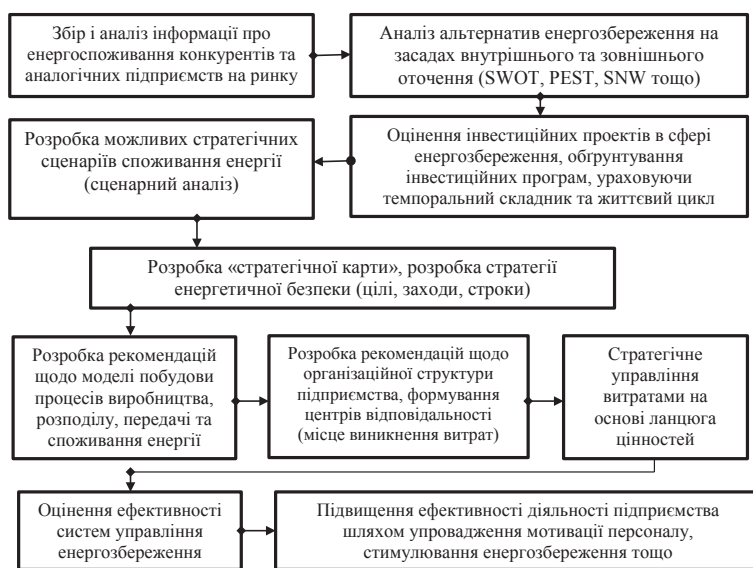 Збір і аналіз інформації про
енергоспоживання конкурентів та
аналогічних підприємств на ринку
Аналіз альтернатив енергозбереження на
засадах внутрішнього та зовнішнього
оточення (SWOT, PEST, SNW тощо)
Розробка можливих стратегічних
сценаріїв споживання енергії
(сценарний аналіз)
Оцінення інвестиційних проектів в сфері
енергозбереження, обґрунтування
інвестиційних програм, ураховуючи
темпоральний складник та життєвий цикл
Розробка «стратегічної карти», розробка стратегії
енергетичної безпеки (цілі, заходи, строки)
Розробка рекомендацій
щодо моделі побудови
процесів виробництва,
розподілу, передачі та
споживання енергії
Розробка рекомендацій щодо
організаційної структури
підприємства, формування
центрів відповідальності
(місце виникнення витрат)
Стратегічне
управління
витратами на
основі ланцюга
цінностей
Оцінення ефективності
систем управління
енергозбереження
Підвищення ефективності діяльності підприємства
шляхом упровадження мотивації персоналу,
стимулювання енергозбереження тощо